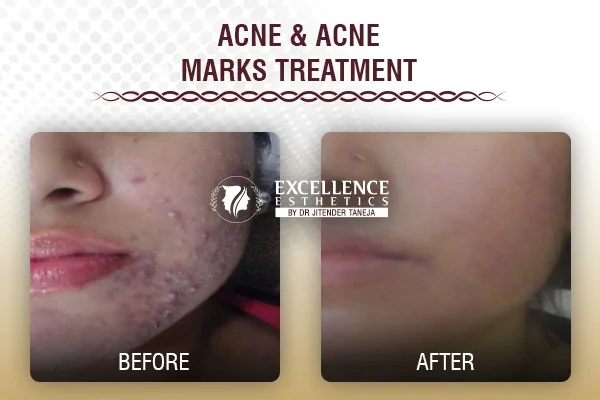 ACNE & ACNE
MARKS TREATMENT
EXCELLENCE
ESTHETICS
BY DR JITENDER TANEJA
BEFORE
AFTER